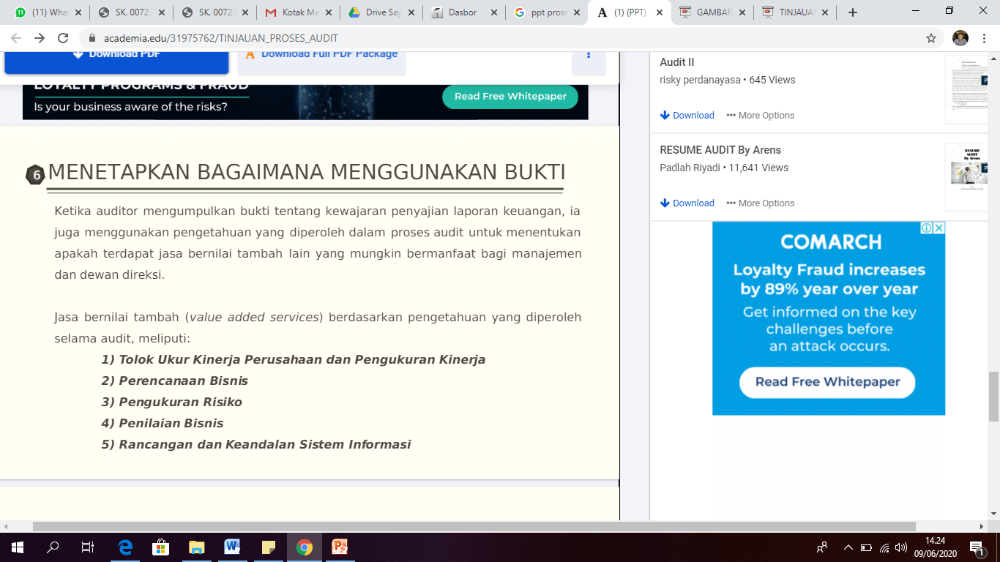 (11) What
SK. 0072.
SK. 0072.
Kotak Ma
Drive Say
Dasbor
ppt prose
(1) (PPT)
GAMBAR
TINJAUA
academia.edu/31975762/TINJAUAN_PROSES_AUDIT
Download PDF
Download Full PDF Package
LOYALTY PROGRAMS & FRAUD
Is your business aware of the risks?
Read Free Whitepaper
6 MENETAPKAN BAGAIMANA MENGGUNAKAN BUKTI
Ketika auditor mengumpulkan bukti tentang kewajaran penyajian laporan keuangan, ia
juga menggunakan pengetahuan yang diperoleh dalam proses audit untuk menentukan
apakah terdapat jasa bernilai tambah lain yang mungkin bermanfaat bagi manajemen
dan dewan direksi.
Jasa bernilai tambah (value added services) berdasarkan pengetahuan yang diperoleh
selama audit, meliputi:
1) Tolok Ukur Kinerja Perusahaan dan Pengukuran Kinerja
2) Perencanaan Bisnis
3) Pengukuran Risiko
4) Penilaian Bisnis
5) Rancangan dan Keandalan Sistem Informasi
Audit II
risky perdanayasa • 645 Views
Download ••• More Options
RESUME AUDIT By Arens
Padlah Riyadi • 11,641 Views
Download ••• More Options
RESUME
AUDIT
By Arens
COMARCH
Loyalty Fraud increases
by 89% year over year
Get informed on the key
challenges before
an attack occurs.
Read Free Whitepaper
14.24
09/06/2020
1